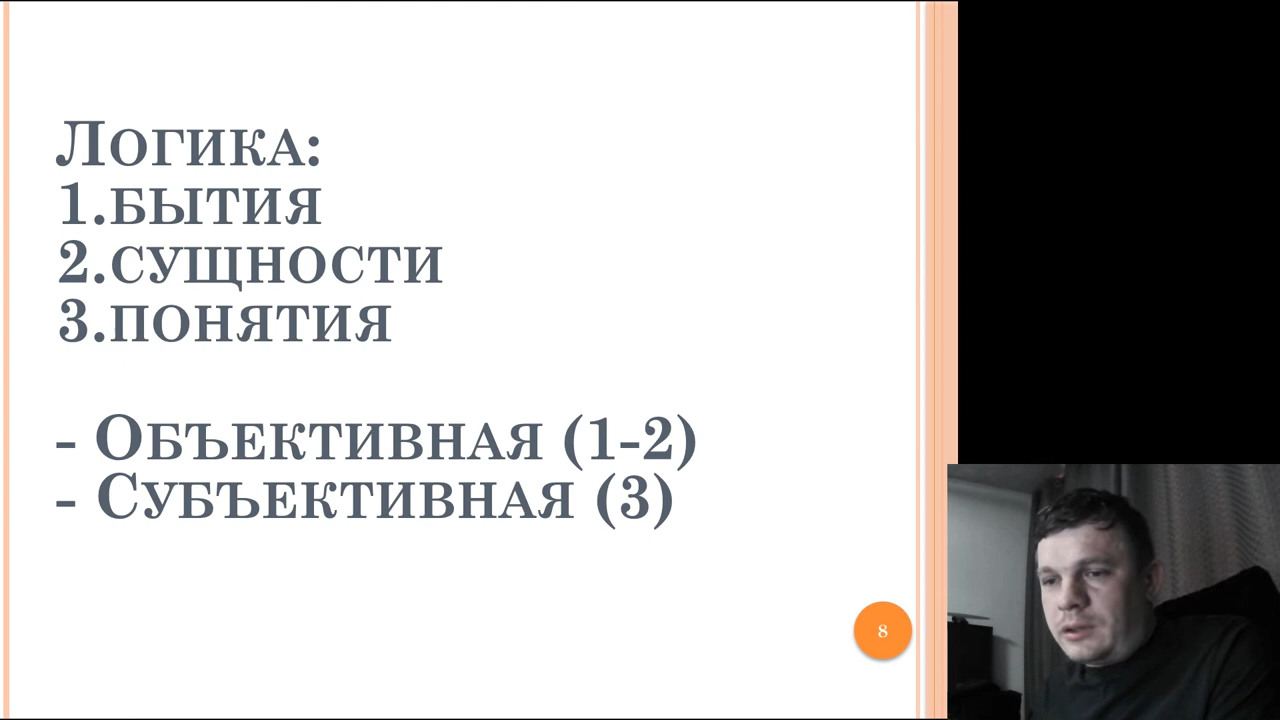 Логика:
1.бытия
2.сущности
3.понятия
- Объективная (1-2)
- Субъективная (3)
8